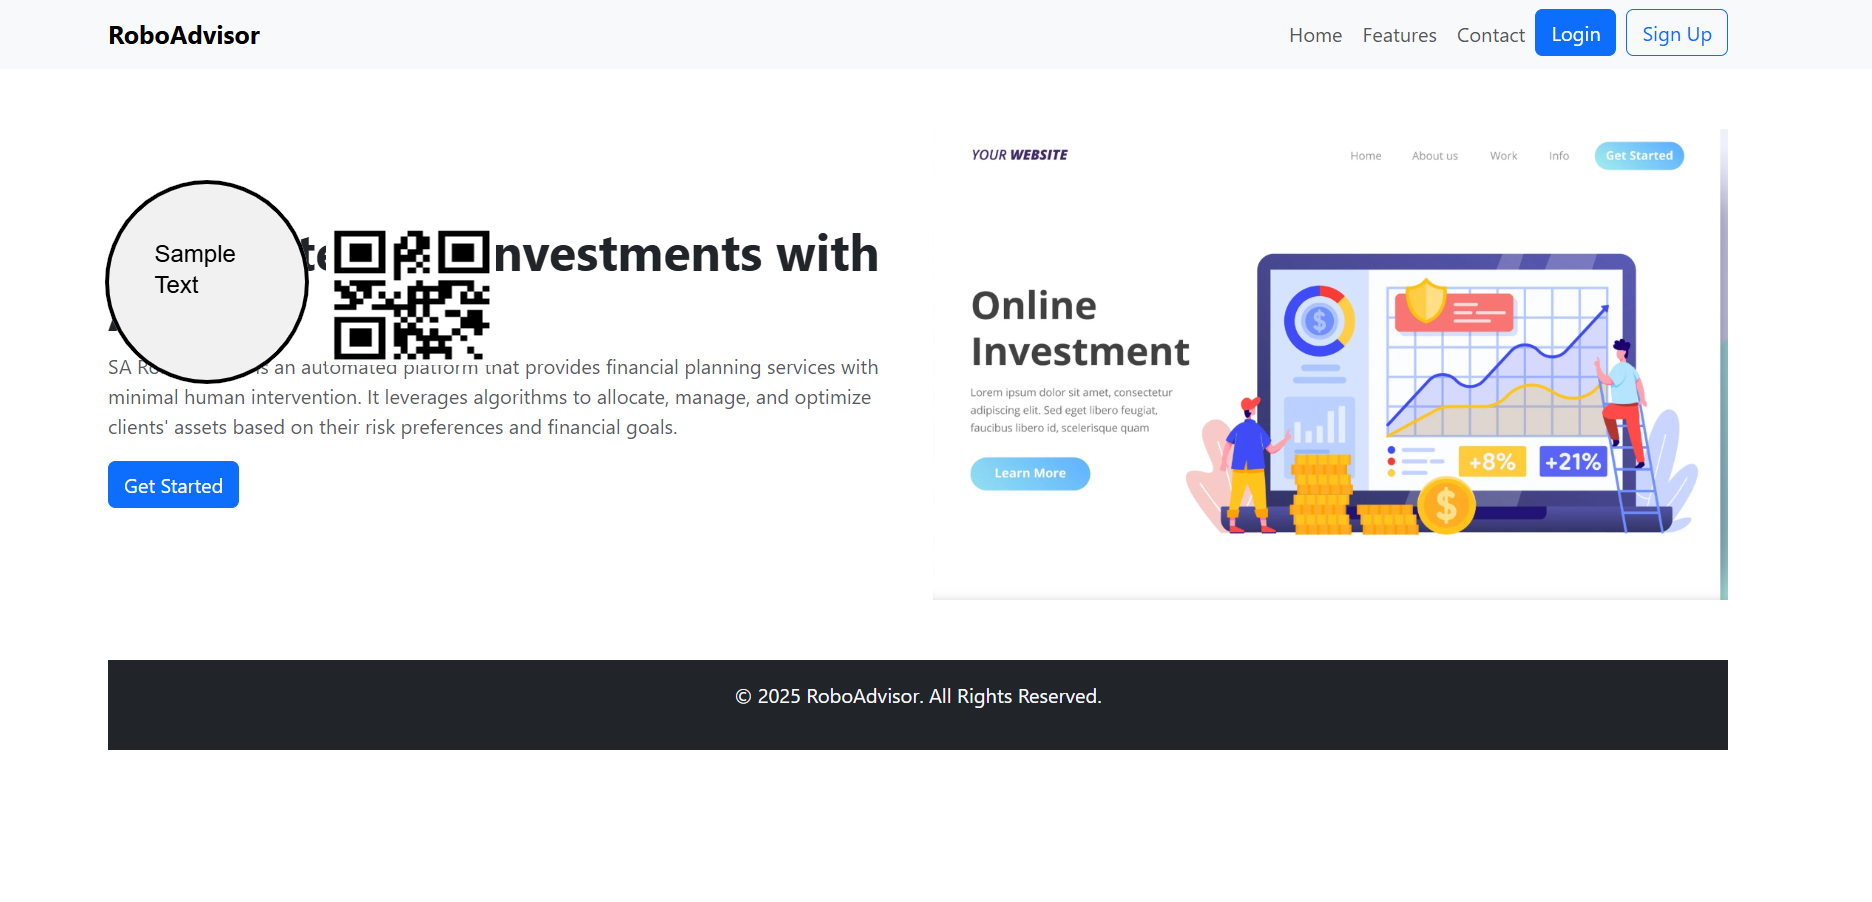 RoboAdvisor
Home Features Contact Login Sign Up
Sample
Text
nvestments with
SA is an automated platform that provides financial planning services with
minimal human intervention. It leverages algorithms to allocate, manage, and optimize
clients' assets based on their risk preferences and financial goals.
Get Started
YOUR WEBSITE
Home About us Work Info Get Started
Online
Investment
Lorem ipsum dolor sit amet, consectetur
adipiscing elit. Sed eget libero feugiat,
faucibus libero id, scelerisque quam
Learn More
+8% +21%
© 2025 RoboAdvisor. All Rights Reserved.